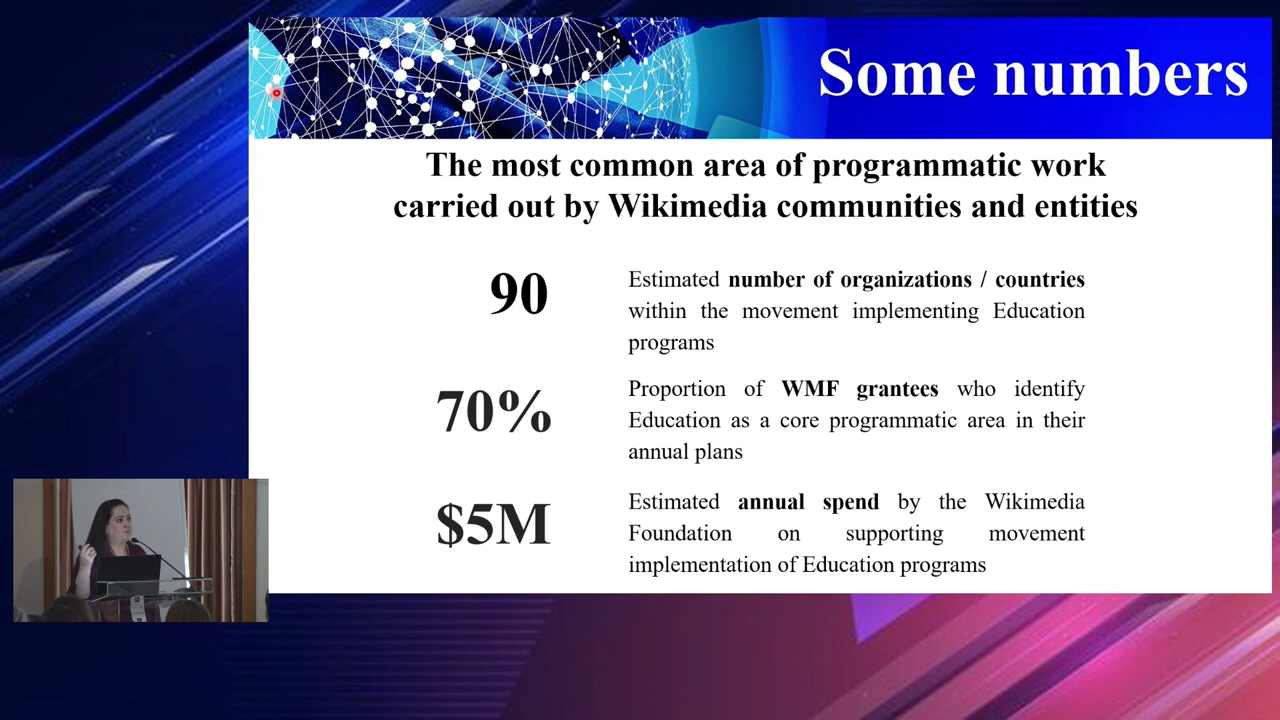 Some numbers
The most common area of programmatic work
carried out by Wikimedia communities and entities
90
Estimated number of organizations / countries
within the movement implementing Education
programs
70%
Proportion of WMF grantees who identify
Education as a core programmatic area in their
annual plans
$5M
Estimated annual spend by the Wikimedia
Foundation on supporting movement
implementation of Education programs